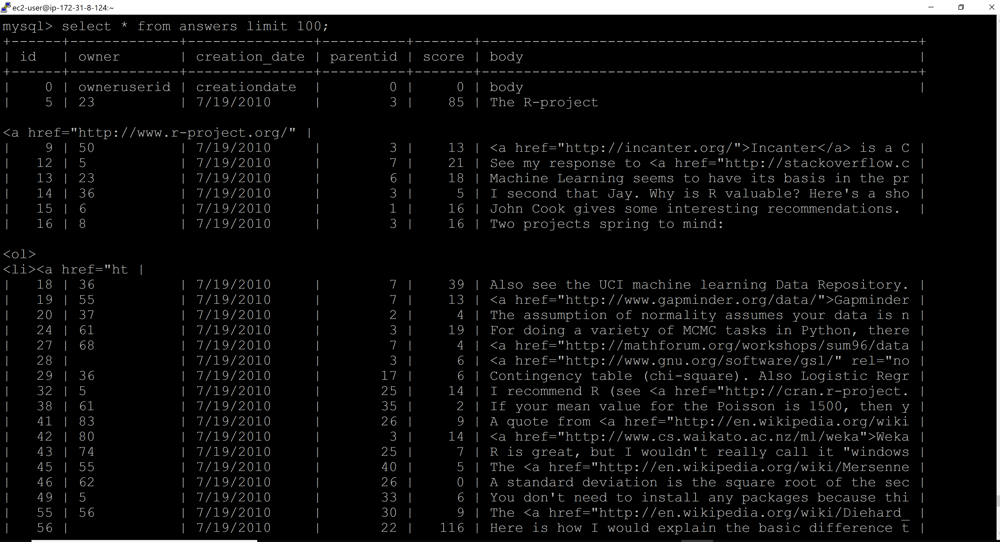 ec2-user@ip-172-31-8-124:~
mysql> select * from answers limit 100;
+------+-------------+---------------+----------+-------+----------------------------------------------------+
| id   | owner       | creation_date | parentid | score | body                                               |
+------+-------------+---------------+----------+-------+----------------------------------------------------+
|    0 | owneruserid | creationdate  |        0 |     0 | body                                               |
|    5 | 23          | 7/19/2010     |        3 |    85 | The R-project
<a href="http://www.r-project.org/" |
|    9 | 50          | 7/19/2010     |        3 |    13 | <a href="http://incanter.org/">Incanter</a> is a C |
|   12 | 5           | 7/19/2010     |        7 |    21 | See my response to <a href="http://stackoverflow.c |
|   13 | 23          | 7/19/2010     |        6 |    18 | Machine Learning seems to have its basis in the pr |
|   14 | 36          | 7/19/2010     |        3 |     5 | I second that Jay. Why is R valuable? Here's a sho |
|   15 | 6           | 7/19/2010     |        1 |    16 | John Cook gives some interesting recommendations.  |
|   16 | 8           | 7/19/2010     |        3 |    16 | Two projects spring to mind:
<ol>
<li><a href="ht |
|   18 | 36          | 7/19/2010     |        7 |    39 | Also see the UCI machine learning Data Repository. |
|   19 | 55          | 7/19/2010     |        7 |    13 | <a href="http://www.gapminder.org/data/">Gapminder |
|   20 | 37          | 7/19/2010     |        2 |     4 | The assumption of normality assumes your data is n |
|   24 | 61          | 7/19/2010     |        3 |    19 | For doing a variety of MCMC tasks in Python, there |
|   27 | 68          | 7/19/2010     |        7 |     4 | <a href="http://mathforum.org/workshops/sum96/data |
|   28 |             | 7/19/2010     |        3 |     6 | <a href="http://www.gnu.org/software/gsl/" rel="no |
|   29 | 36          | 7/19/2010     |       17 |     6 | Contingency table (chi-square). Also Logistic Regr |
|   32 | 5           | 7/19/2010     |       25 |    14 | I recommend R (see <a href="http://cran.r-project. |
|   38 | 61          | 7/19/2010     |       35 |     2 | If your mean value for the Poisson is 1500, then y |
|   41 | 83          | 7/19/2010     |       26 |     9 | A quote from <a href="http://en.wikipedia.org/wiki |
|   42 | 80          | 7/19/2010     |        3 |    14 | <a href="http://www.cs.waikato.ac.nz/ml/weka">Weka |
|   43 | 74          | 7/19/2010     |       25 |     7 | R is great, but I wouldn't really call it "windows |
|   45 | 55          | 7/19/2010     |       40 |     5 | The <a href="http://en.wikipedia.org/wiki/Mersenne |
|   46 | 62          | 7/19/2010     |       26 |     0 | A standard deviation is the square root of the sec |
|   49 | 5           | 7/19/2010     |       33 |     6 | You don't need to install any packages because thi |
|   55 | 56          | 7/19/2010     |       30 |     9 | The <a href="http://en.wikipedia.org/wiki/Diehard_ |
|   56 |             | 7/19/2010     |       22 |   116 | Here is how I would explain the basic difference t |